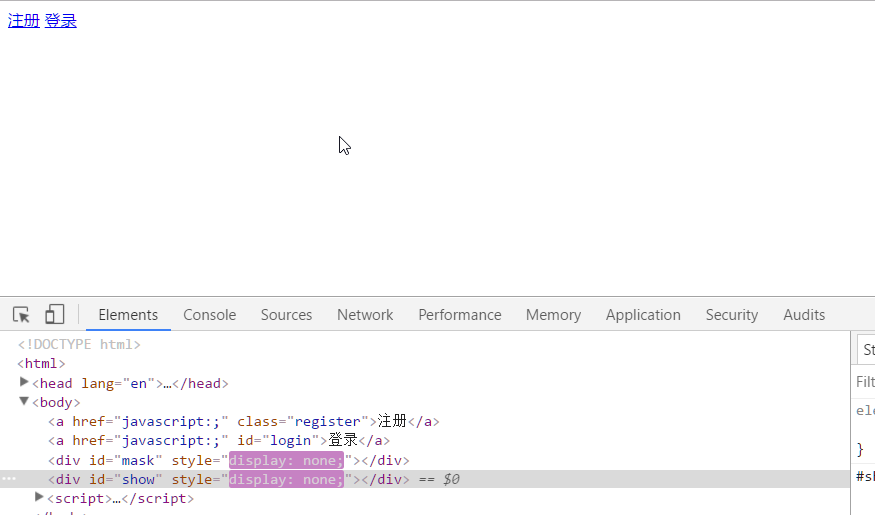 注册 登录
Elements Console Sources Network Performance Memory Application Security Audits
<!DOCTYPE html>
<html>
▶<head lang="en">…</head>
▼<body>
<a href="javascript:;" class="register">注册</a>
<a href="javascript:;" id="login">登录</a>
<div id="mask" style="display: none;"></div>
<div id="show" style="display: none;"></div> == $0
▶<script>…</script>
St
Filt
ele
}
#sh